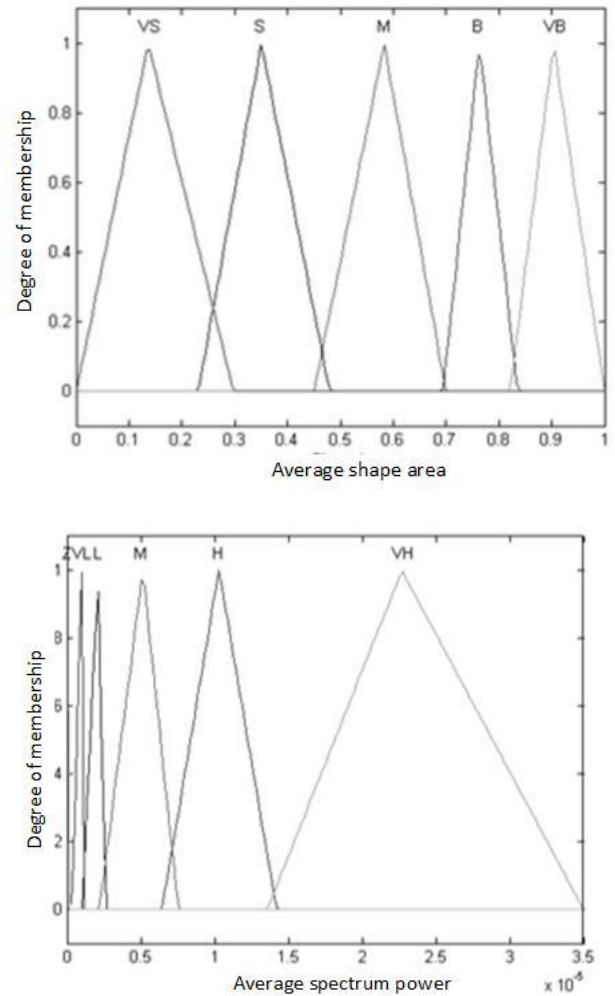 VS S M B VB
1
0.8
0.6
0.4
0.2
0
0 0.1 0.2 0.3 0.4 0.5 0.6 0.7 0.8 0.9 1
Degree of membership
Average shape area
ZVLL M H VH
1
8
6
4
2
0
0 0.5 1 1.5 2 2.5 3 3.5
Degree of membership
Average spectrum power
x 10⁻⁵